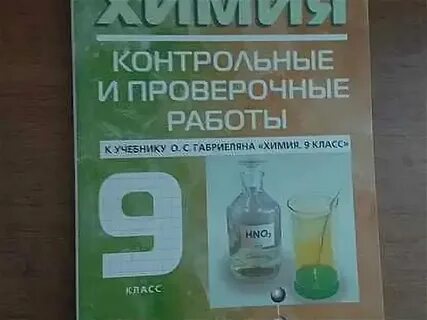 ХИМИЯ
КОНТРОЛЬНЫЕ
И ПРОВЕРОЧНЫЕ
РАБОТЫ
К УЧЕБНИКУ О. С. ГАБРИЕЛЯНА «ХИМИЯ. 9 КЛАСС»
HNO₃
9
КЛАСС